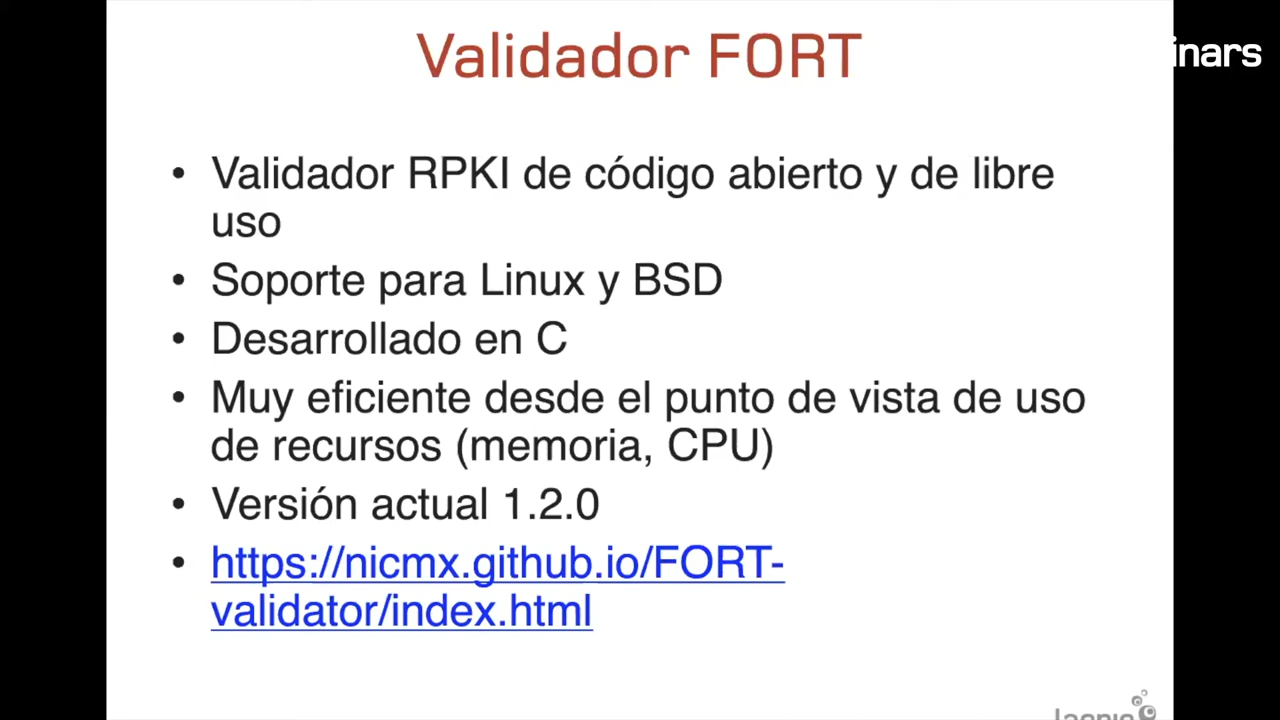 Validador FORT
inars
• Validador RPKI de código abierto y de libre
uso
• Soporte para Linux y BSD
• Desarrollado en C
• Muy eficiente desde el punto de vista de uso
de recursos (memoria, CPU)
• Versión actual 1.2.0
• https://nicmx.github.io/FORT-
validator/index.html